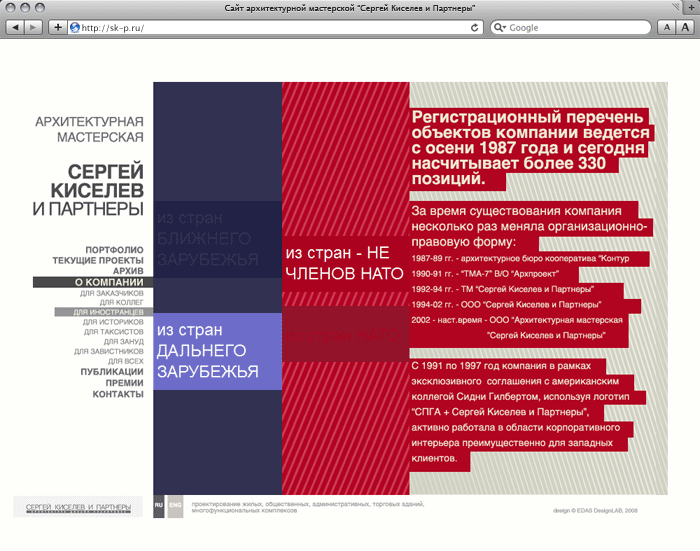 Сайт архитектурной мастерской "Сергей Киселев и Партнеры"
http://sk-p.ru/
Google
A A
АРХИТЕКТУРНАЯ
МАСТЕРСКАЯ
СЕРГЕЙ
КИСЕЛЕВ
И ПАРТНЕРЫ
ПОРТФОЛИО
ТЕКУЩИЕ ПРОЕКТЫ
АРХИВ
О КОМПАНИИ
ДЛЯ ЗАКАЗЧИКОВ
ДЛЯ КОЛЛЕГ
ДЛЯ ИНОСТРАНЦЕВ
ДЛЯ ИСТОРИКОВ
ДЛЯ ТАКСИСТОВ
ДЛЯ ЗАНУД
ДЛЯ ЗАВИСТНИКОВ
ДЛЯ ВСЕХ
ПУБЛИКАЦИИ
ПРЕМИИ
КОНТАКТЫ
из стран
БЛИЖНЕГО
ЗАРУБЕЖЬЯ
из стран
ДАЛЬНЕГО
ЗАРУБЕЖЬЯ
из стран - НЕ
ЧЛЕНОВ НАТО
из стран НАТО
Регистрационный перечень
объектов компании ведется
с осени 1987 года и сегодня
насчитывает более 330
позиций.
За время существования компания
несколько раз меняла организационно-
правовую форму:
1987-89 гг. - архитектурное бюро кооператива "Контур
1990-91 гг. - "ТМА-7" В/О "Архпроект"
1992-94 гг. - ТМ "Сергей Киселев и Партнеры"
1994-02 гг. - ООО "Сергей Киселев и Партнеры"
2002 - наст.время - ООО "Архитектурная мастерская
"Сергей Киселев и Партнеры"
С 1991 по 1997 год компания в рамках
эксклюзивного соглашения с американским
коллегой Сидни Гилбертом, используя логотип
"СПГА + Сергей Киселев и Партнеры",
активно работала в области корпоративного
интерьера преимущественно для западных
клиентов.
СЕРГЕЙ КИСЕЛЕВ И ПАРТНЕРЫ
RU ENG
проектирование жилых, общественных, административных, торговых зданий,
многофункциональных комплексов
design © EDAS DesignLAB, 2008